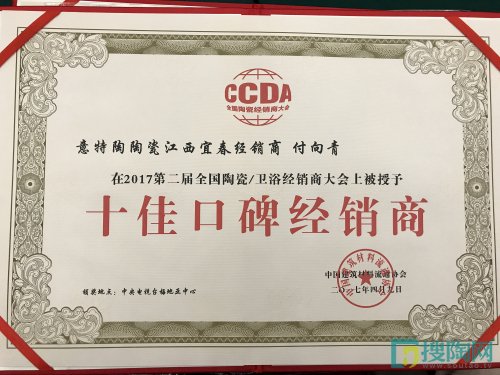 CCDA
全国陶瓷经销商大会
意特陶陶瓷江西宜春经销商 付向青
在2017第二届全国陶瓷/卫浴经销商大会上被授予
十佳口碑经销商
中国建筑材料流通协会
二〇一七年四月九日
颁奖地点：中央电视台梅地亚中心
搜陶网
www.soutao.tv